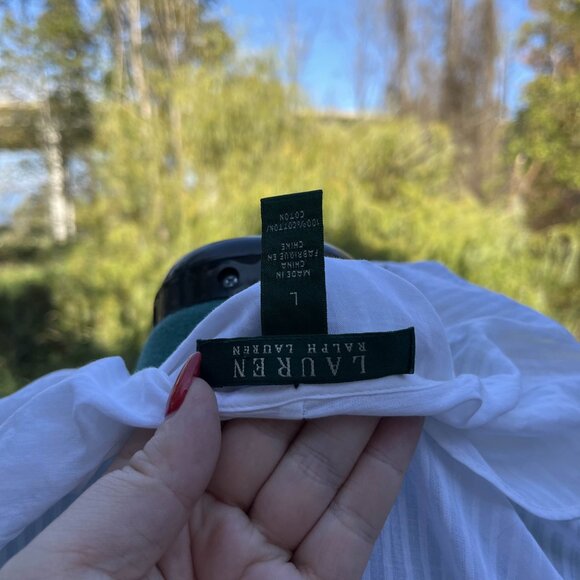 LAUREN
RALPH LAUREN
L
MADE IN
CHINA
FABRIQUE EN
CHINE
100%COTTON/
COTON